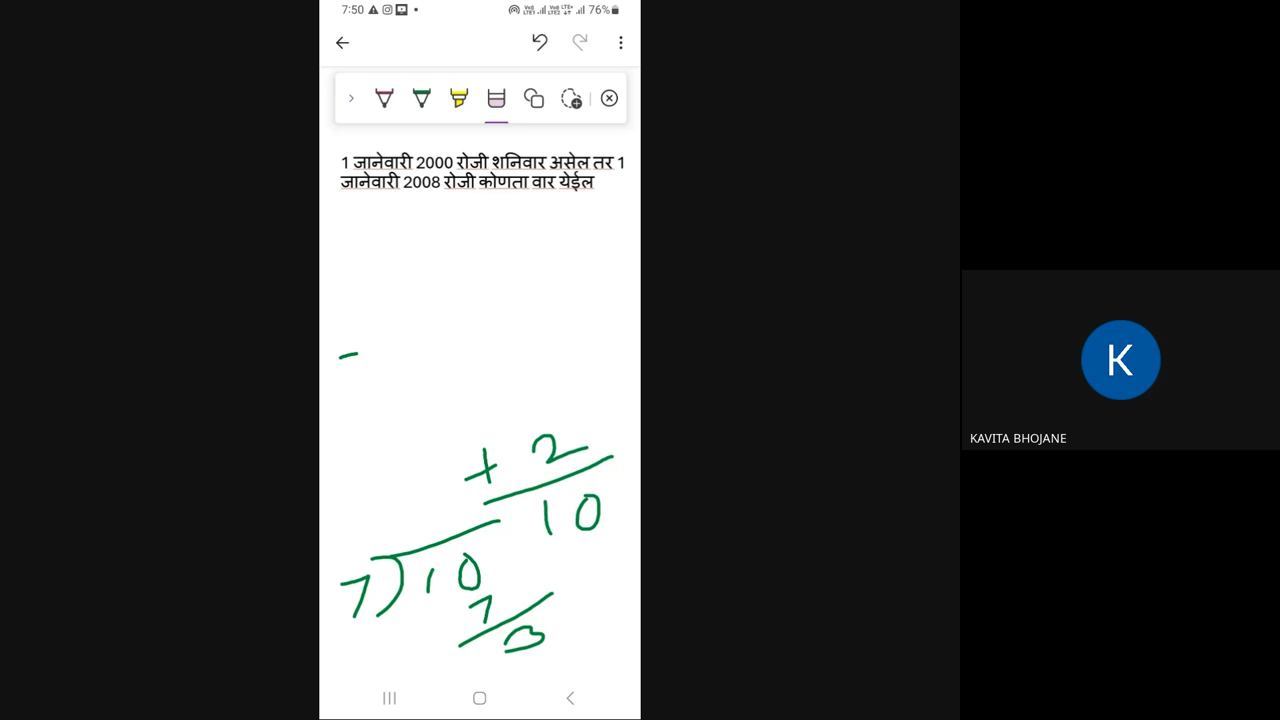 7:50
76%
1 जानेवारी 2000 रोजी शनिवार असेल तर 1
जानेवारी 2008 रोजी कोणता वार येईल
-
+ 2
10
7) 10
7
3
K
KAVITA BHOJANE